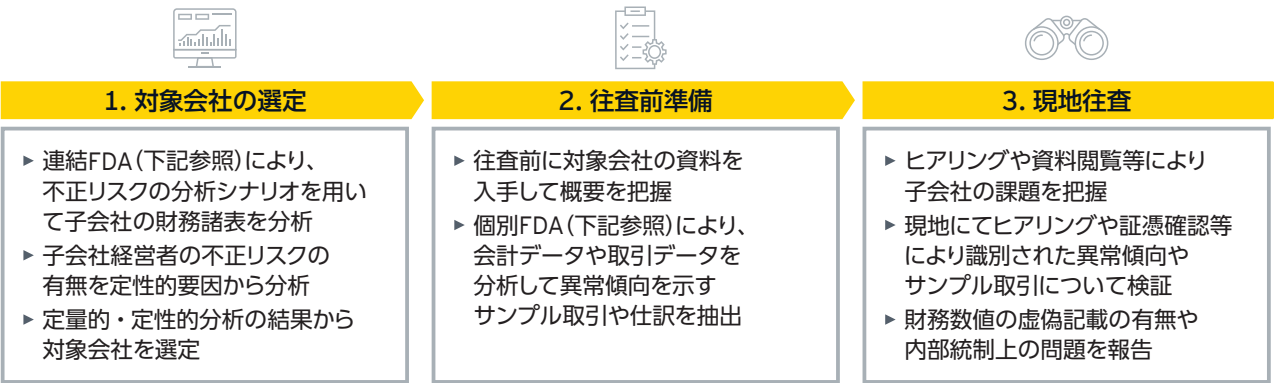 1. 対象会社の選定
▶ 連結FDA（下記参照）により、
不正リスクの分析シナリオを用い
て子会社の財務諸表を分析
▶ 子会社経営者の不正リスクの
有無を定性的要因から分析
▶ 定量的・定性的分析の結果から
対象会社を選定
2. 往査前準備
▶ 往査前に対象会社の資料を
入手して概要を把握
▶ 個別FDA（下記参照）により、
会計データや取引データを
分析して異常傾向を示す
サンプル取引や仕訳を抽出
3. 現地往査
▶ ヒアリングや資料閲覧等により
子会社の課題を把握
▶ 現地にてヒアリングや証憑確認等
により識別された異常傾向や
サンプル取引について検証
▶ 財務数値の虚偽記載の有無や
内部統制上の問題を報告